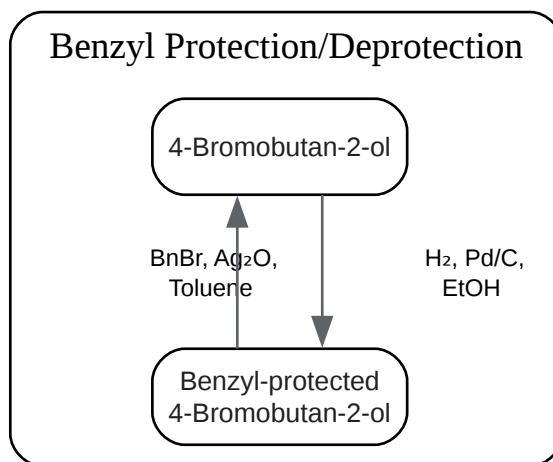 Benzyl Protection/Deprotection
4-Bromobutan-2-ol
BnBr, Ag₂O,
Toluene
H₂, Pd/C,
EtOH
Benzyl-protected
4-Bromobutan-2-ol